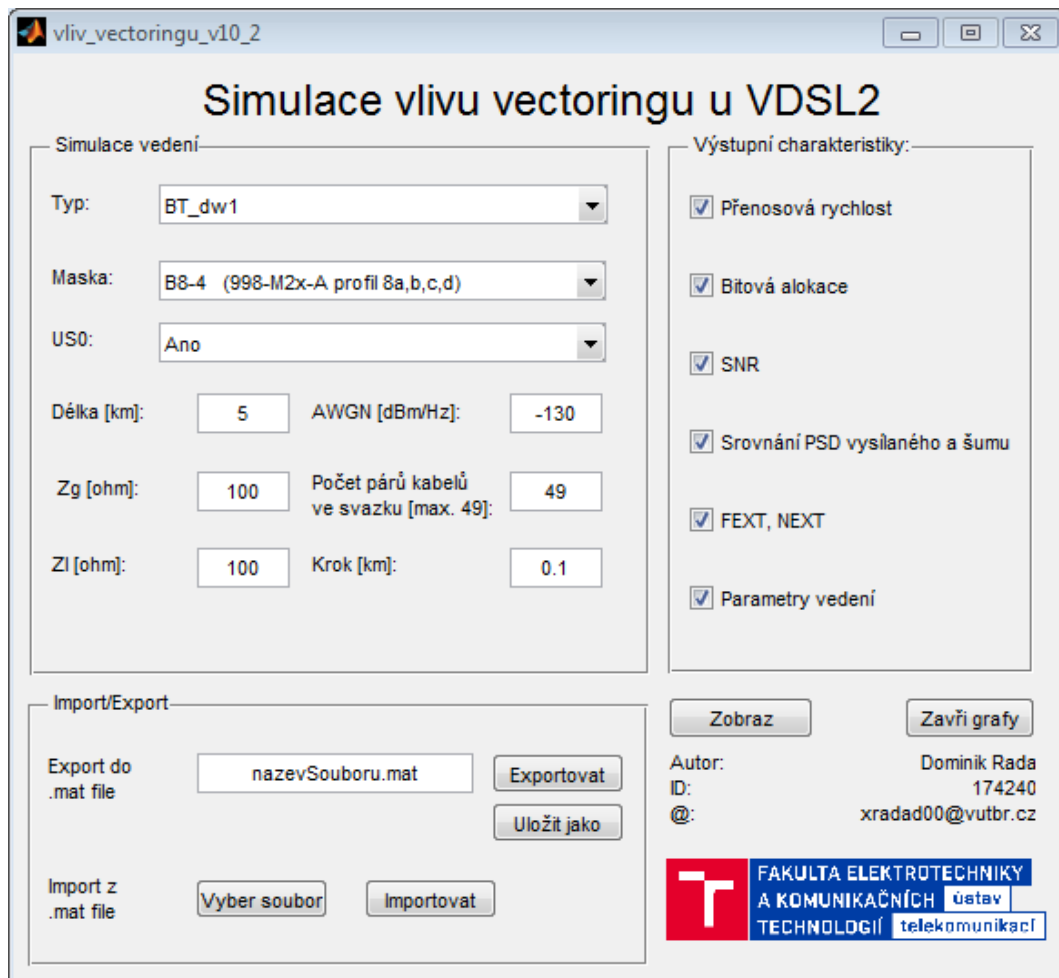 vliv_vectoringu_v10_2
Simulace vlivu vectoringu u VDSL2
Simulace vedení
Typ:
BT_dw1
Maska:
B8-4 (998-M2x-A profil 8a,b,c,d)
US0:
Ano
Délka [km]:
5
AWGN [dBm/Hz]:
-130
Zg [ohm]:
100
Počet párů kabelů
ve svazku [max. 49]:
49
Zl [ohm]:
100
Krok [km]:
0.1
Výstupní charakteristiky:
Přenosová rychlost
Bitová alokace
SNR
Srovnání PSD vysílaného a šumu
FEXT, NEXT
Parametry vedení
Import/Export
Export do
.mat file
nazevSouboru.mat
Exportovat
Uložit jako
Import z
.mat file
Vyber soubor
Importovat
Zobraz
Zavři grafy
Autor: Dominik Rada
ID: 174240
@: xradad00@vutbr.cz
FAKULTA ELEKTROTECHNIKY
A KOMUNIKAČNÍCH ústav
TECHNOLOGIÍ telekomunikací